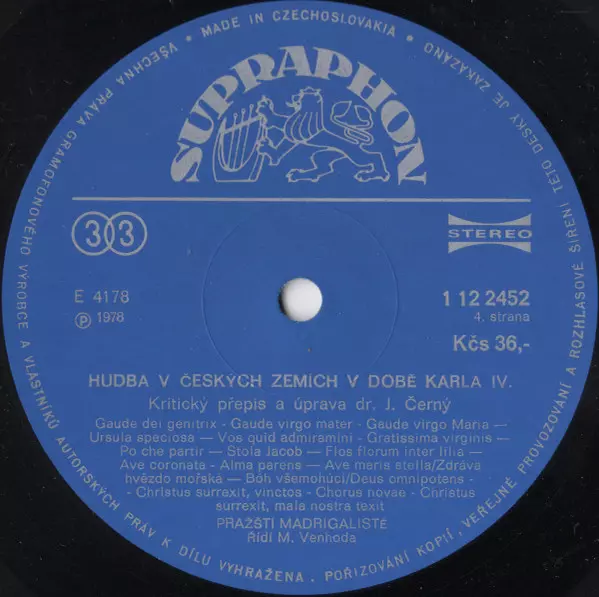 VŠECHNA PRÁVA GRAMOFONOVÉHO VÝROBCE A VLASTNÍKŮ AUTORSKÝCH PRÁV K DÍLU VYHRAŽENA. POŘIZOVÁNÍ KOPIÍ, VEŘEJNÉ PROVOZOVÁNÍ A ROZHLASOVÉ ŠÍŘENÍ TÉTO DESKY JE ZAKÁZÁNO
• MADE IN CZECHOSLOVAKIA •
SUPRAPHON
33
STEREO
E 4178
1 12 2452
Ⓟ 1978
4. strana
Kčs 36,-
HUDBA V ČESKÝCH ZEMÍCH V DOBĚ KARLA IV.
Kritický přepis a úprava dr. J. Černý
Gaude dei genitrix - Gaude virgo mater - Gaude virgo Maria —
Ursula speciosa — Vos quid admiramini - Gratissima virginis —
Po che partir — Stola Jacob — Flos florum inter lilia —
Ave coronata - Alma parens — Ave maris stella/Zdráva
hvězdo mořská — Bóh všemohúcí/Deus omnipotens -
- Christus surrexit, vinctos - Chorus novae - Christus
surrexit, mala nostra texit
PRAŽŠTÍ MADRIGALISTÉ
Řídí M. Venhoda